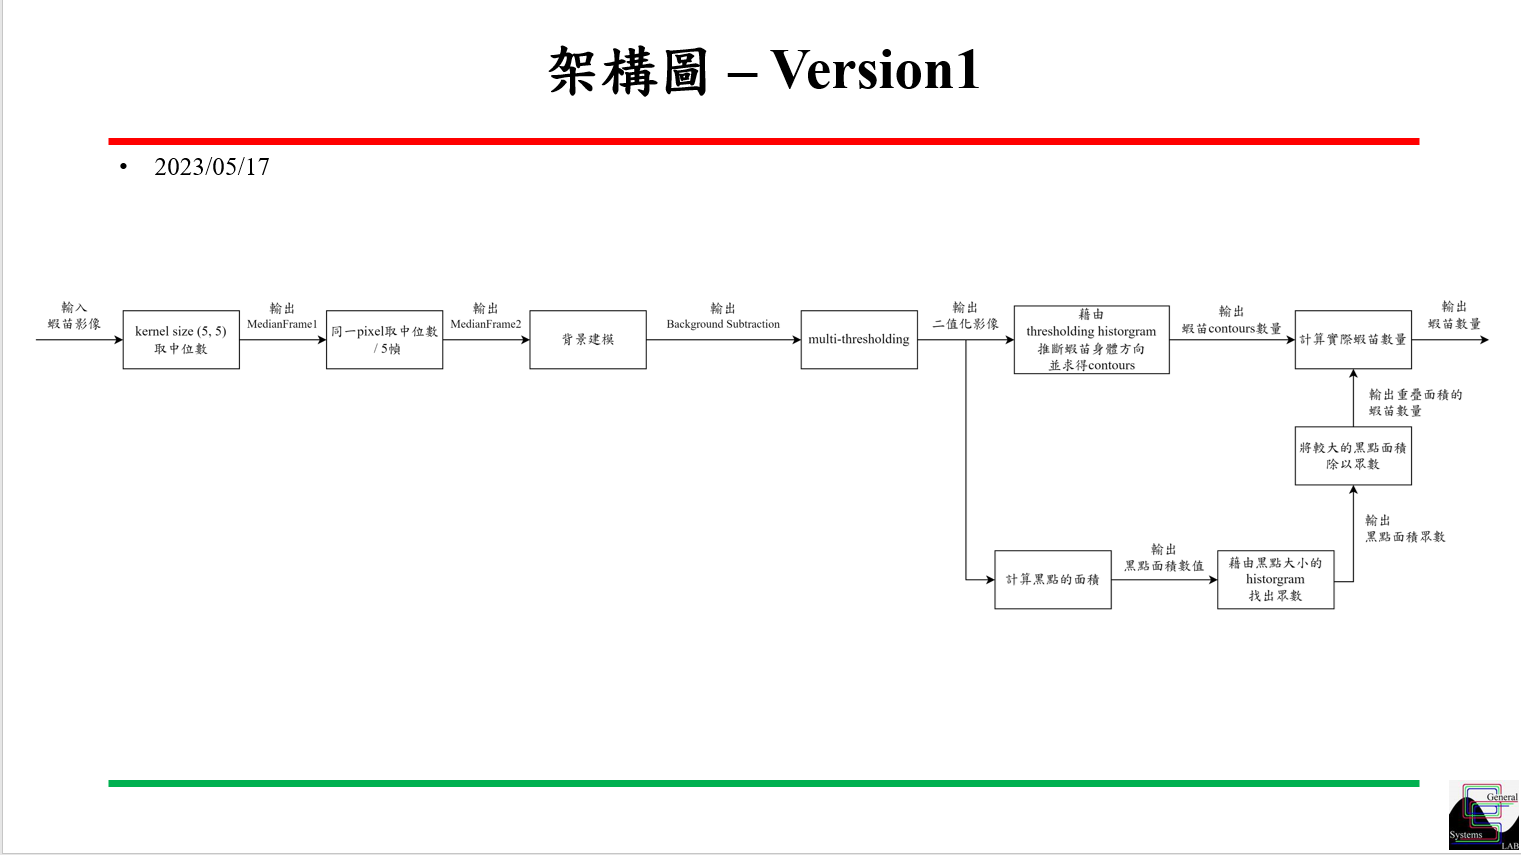 架構圖 – Version1
• 2023/05/17
輸入
蝦苗影像
kernel size (5, 5)
取中位數
輸出
MedianFrame1
同一pixel取中位數
/ 5幀
輸出
MedianFrame2
背景建模
輸出
Background Subtraction
multi-thresholding
輸出
二值化影像
藉由
thresholding historgram
推斷蝦苗身體方向
並求得contours
輸出
蝦苗contours數量
計算實際蝦苗數量
輸出
蝦苗數量
輸出重疊面積的
蝦苗數量
將較大的黑點面積
除以眾數
輸出
黑點面積眾數
計算黑點的面積
輸出
黑點面積數值
藉由黑點大小的
historgram
找出眾數
General
Systems
LAB